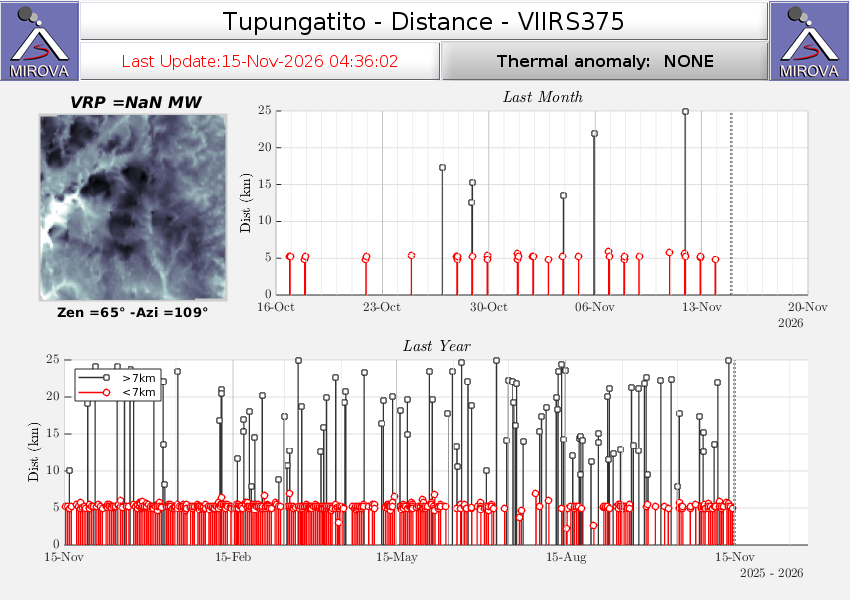 MIROVA
Tupungatito - Distance - VIIRS375
Last Update:15-Nov-2026 04:36:02
Thermal anomaly: NONE
MIROVA
VRP =NaN MW
Zen =65° -Azi =109°
Last Month
Dist (km)
25
20
15
10
5
0
16-Oct
23-Oct
30-Oct
06-Nov
13-Nov
20-Nov
2026
Last Year
Dist (km)
25
20
15
10
5
0
>7km
<7km
15-Nov
15-Feb
15-May
15-Aug
15-Nov
2025 - 2026